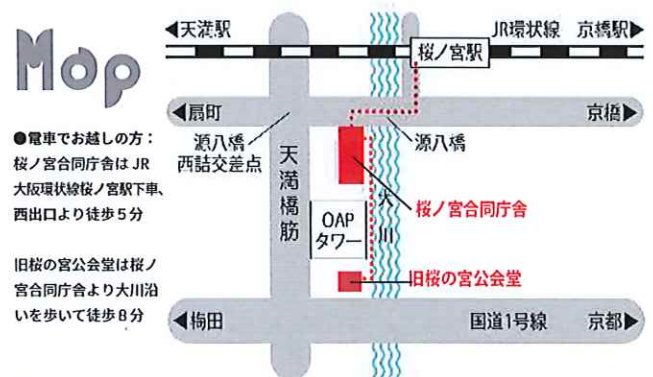 Map
●電車でお越しの方：
桜ノ宮合同庁舎は JR
大阪環状線桜ノ宮駅下車、
西出口より徒歩５分
旧桜の宮公会堂は桜ノ
宮合同庁舎より大川沿
いを歩いて徒歩８分
◀天満駅
JR環状線
京橋駅▶
桜ノ宮駅
◀扇町
京橋▶
源八橋
西詰交差点
源八橋
天満橋筋
大川
桜ノ宮合同庁舎
OAP
タワー
旧桜の宮公会堂
◀梅田
国道1号線
京都▶